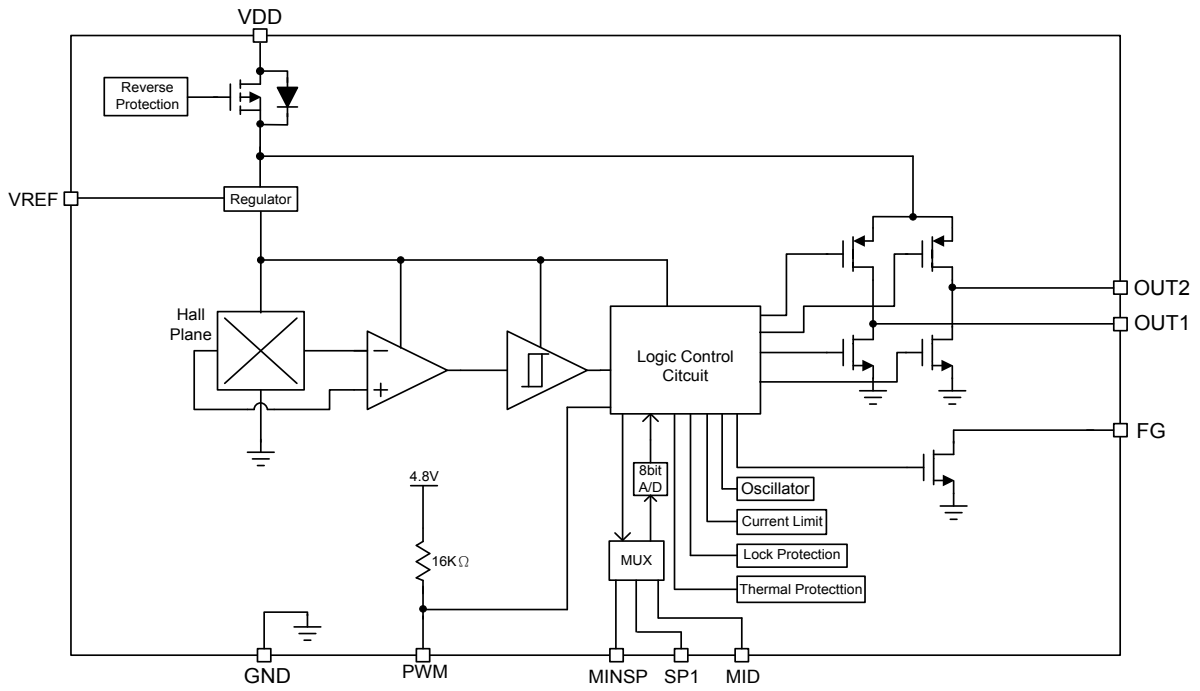 VDD
Reverse
Protection
VREF
Regulator
Hall
Plane
−
+
Logic Control
Citcuit
OUT2
OUT1
FG
4.8V
16KΩ
8bit
A/D
MUX
Oscillator
Current Limit
Lock Protection
Thermal Protecttion
GND
PWM
MINSP
SP1
MID